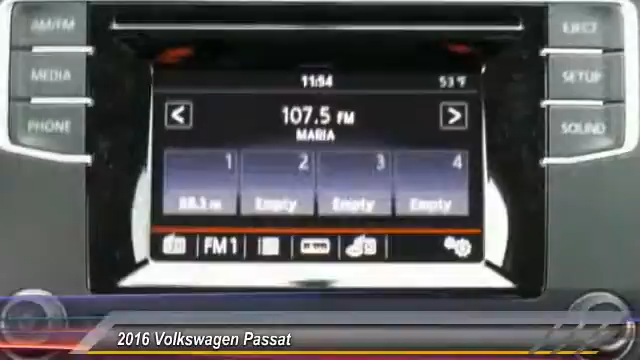 AM/FM
EJECT
11:54
53°F
MEDIA
SETUP
107.5 FM
MARIA
PHONE
SOUND
1
2
3
4
Empty
Empty
Empty
FM1
2016 Volkswagen Passat